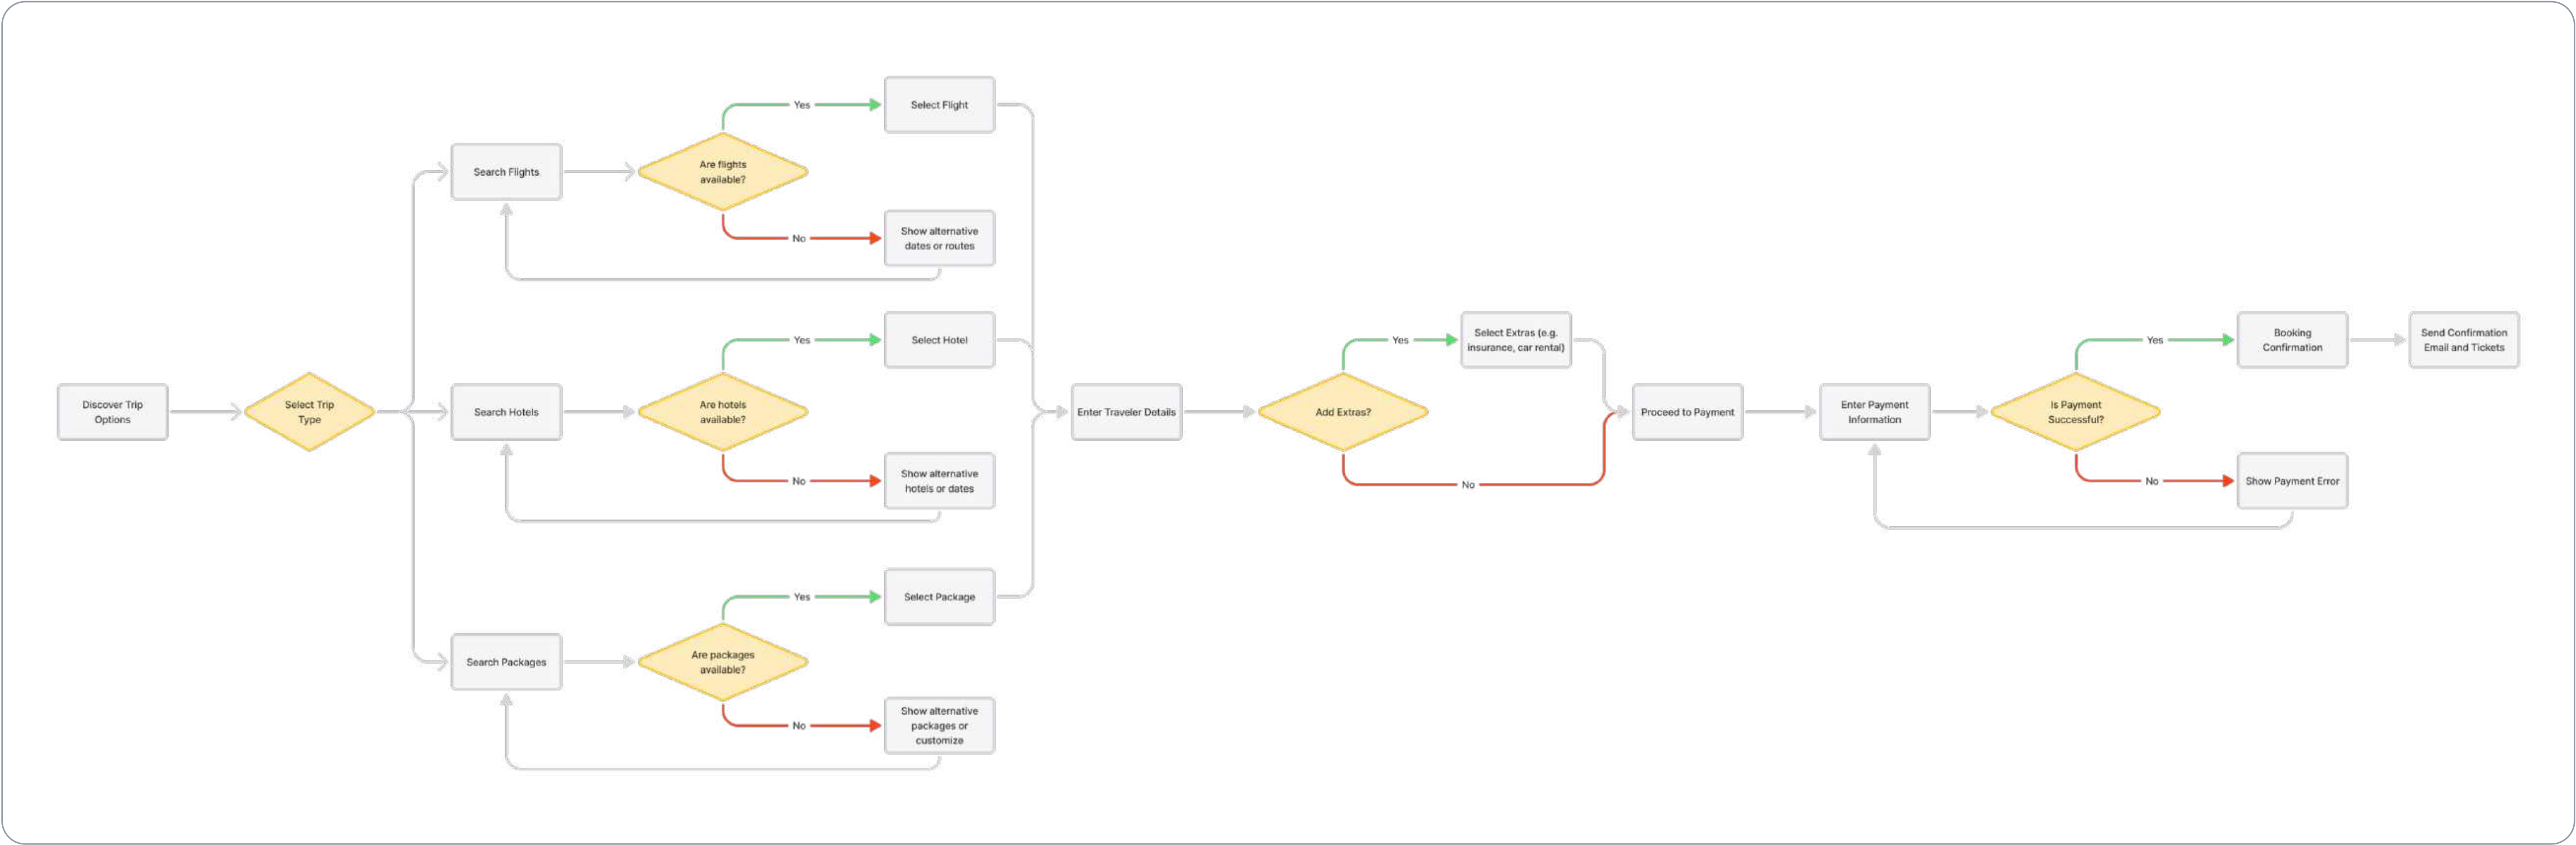 Discover Trip
Options
Select Trip
Type
Search Flights
Are flights
available?
Yes
Select Flight
No
Show alternative
dates or routes
Search Hotels
Are hotels
available?
Yes
Select Hotel
No
Show alternative
hotels or dates
Search Packages
Are packages
available?
Yes
Select Package
No
Show alternative
packages or
customize
Enter Traveler Details
Add Extras?
Yes
Select Extras (e.g.
insurance, car rental)
No
Proceed to Payment
Enter Payment
Information
Is Payment
Successful?
Yes
Booking
Confirmation
Send Confirmation
Email and Tickets
No
Show Payment Error